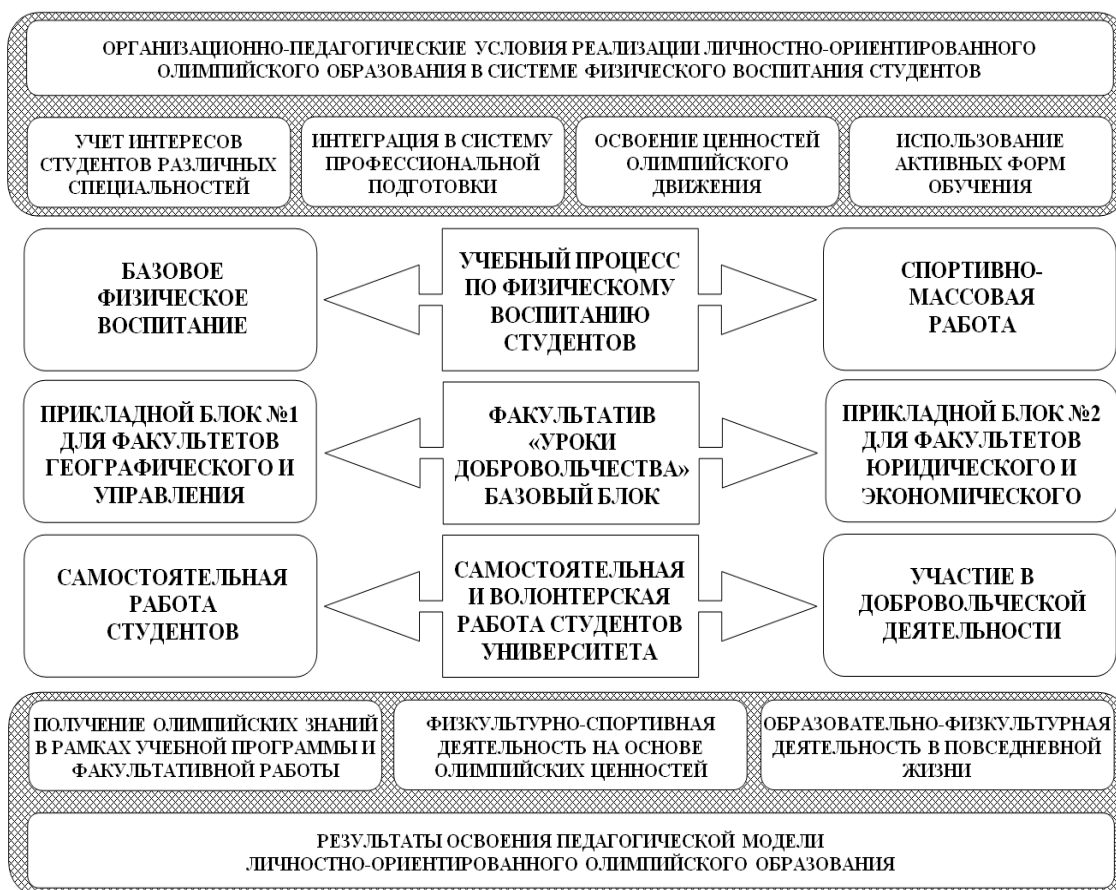 ОРГАНИЗАЦИОННО-ПЕДАГОГИЧЕСКИЕ УСЛОВИЯ РЕАЛИЗАЦИИ ЛИЧНОСТНО-ОРИЕНТИРОВАННОГО
ОЛИМПИЙСКОГО ОБРАЗОВАНИЯ В СИСТЕМЕ ФИЗИЧЕСКОГО ВОСПИТАНИЯ СТУДЕНТОВ
УЧЕТ ИНТЕРЕСОВ
СТУДЕНТОВ РАЗЛИЧНЫХ
СПЕЦИАЛЬНОСТЕЙ
ИНТЕГРАЦИЯ В СИСТЕМУ
ПРОФЕССИОНАЛЬНОЙ
ПОДГОТОВКИ
ОСВОЕНИЕ ЦЕННОСТЕЙ
ОЛИМПИЙСКОГО
ДВИЖЕНИЯ
ИСПОЛЬЗОВАНИЕ
АКТИВНЫХ ФОРМ
ОБУЧЕНИЯ
БАЗОВОЕ
ФИЗИЧЕСКОЕ
ВОСПИТАНИЕ
УЧЕБНЫЙ ПРОЦЕСС
ПО ФИЗИЧЕСКОМУ
ВОСПИТАНИЮ
СТУДЕНТОВ
СПОРТИВНО-
МАССОВАЯ
РАБОТА
ПРИКЛАДНОЙ БЛОК №1
ДЛЯ ФАКУЛЬТЕТОВ
ГЕОГРАФИЧЕСКОГО И
УПРАВЛЕНИЯ
ФАКУЛЬТАТИВ
«УРОКИ
ДОБРОВОЛЬЧЕСТВА»
БАЗОВЫЙ БЛОК
ПРИКЛАДНОЙ БЛОК №2
ДЛЯ ФАКУЛЬТЕТОВ
ЮРИДИЧЕСКОГО И
ЭКОНОМИЧЕСКОГО
САМОСТОЯТЕЛЬНАЯ
РАБОТА
СТУДЕНТОВ
САМОСТОЯТЕЛЬНАЯ
И ВОЛОНТЕРСКАЯ
РАБОТА СТУДЕНТОВ
УНИВЕРСИТЕТА
УЧАСТИЕ В
ДОБРОВОЛЬЧЕСКОЙ
ДЕЯТЕЛЬНОСТИ
ПОЛУЧЕНИЕ ОЛИМПИЙСКИХ ЗНАНИЙ
В РАМКАХ УЧЕБНОЙ ПРОГРАММЫ И
ФАКУЛЬТАТИВНОЙ РАБОТЫ
ФИЗКУЛЬТУРНО-СПОРТИВНАЯ
ДЕЯТЕЛЬНОСТЬ НА ОСНОВЕ
ОЛИМПИЙСКИХ ЦЕННОСТЕЙ
ОБРАЗОВАТЕЛЬНО-ФИЗКУЛЬТУРНАЯ
ДЕЯТЕЛЬНОСТЬ В ПОВСЕДНЕВНОЙ
ЖИЗНИ
РЕЗУЛЬТАТЫ ОСВОЕНИЯ ПЕДАГОГИЧЕСКОЙ МОДЕЛИ
ЛИЧНОСТНО-ОРИЕНТИРОВАННОГО ОЛИМПИЙСКОГО ОБРАЗОВАНИЯ